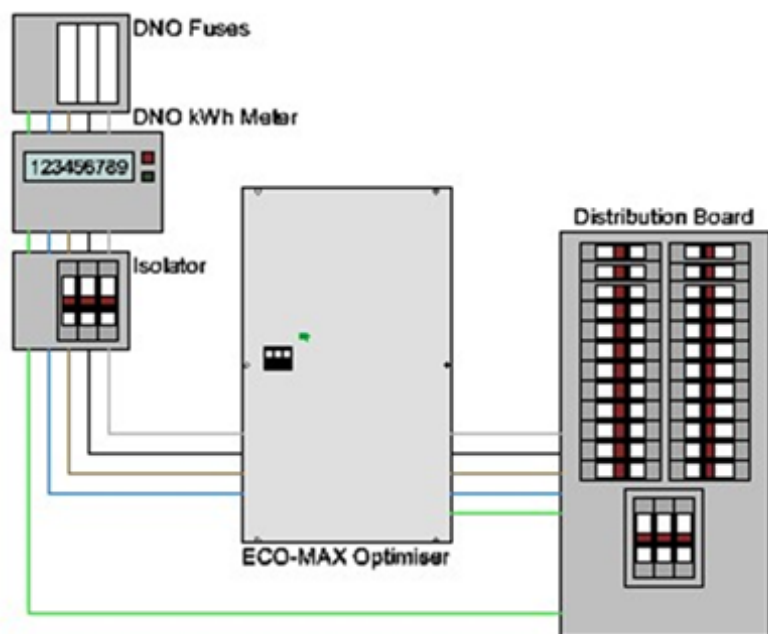 DNO Fuses
DNO kWh Meter
123456789
Isolator
Distribution Board
ECO-MAX Optimiser